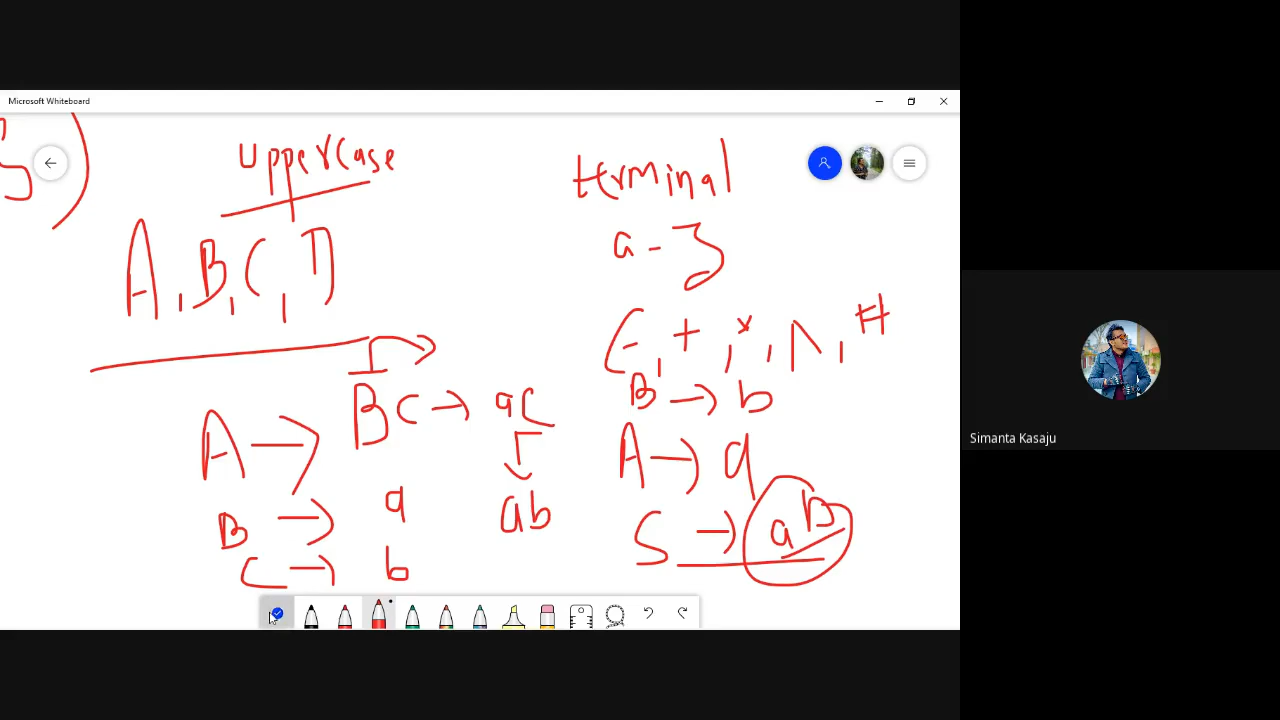 Microsoft Whiteboard
Uppercase
A, B, C, D
A → BC → aC
ab
B → a
C → b
terminal
a - z
E, +, *, ^, #
B → b
A → a
S → aB
Simanta Kasaju